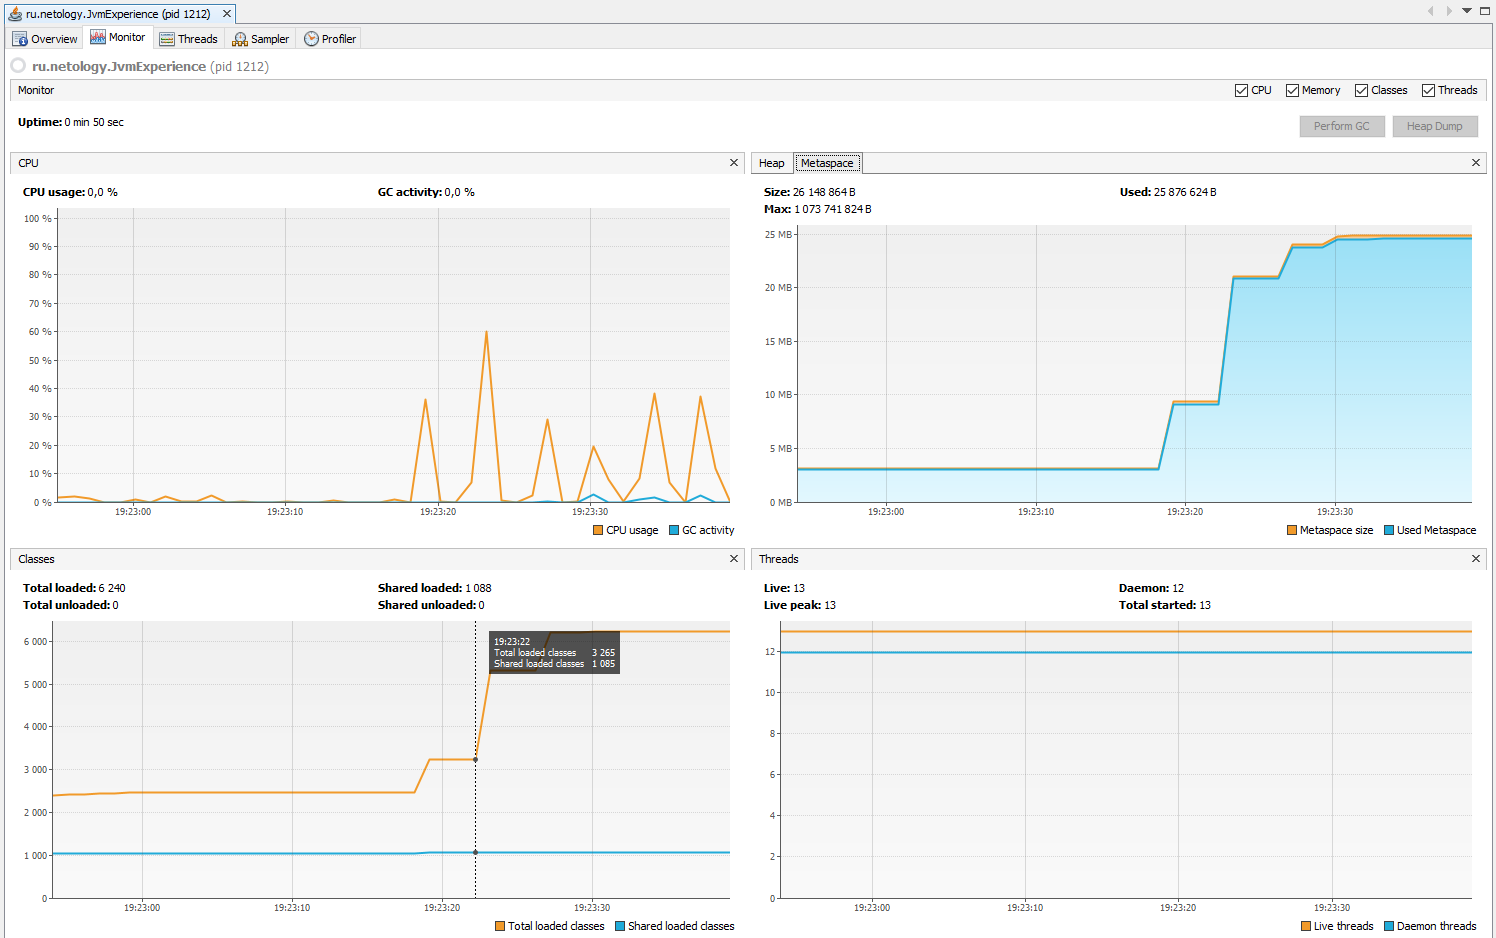 ru.netology.JvmExperience (pid 1212)
Overview Monitor Threads Sampler Profiler
ru.netology.JvmExperience (pid 1212)
Monitor CPU Memory Classes Threads
Uptime: 0 min 50 sec Perform GC Heap Dump
CPU
CPU usage: 0,0 % GC activity: 0,0 %
100 %
90 %
80 %
70 %
60 %
50 %
40 %
30 %
20 %
10 %
0 %
19:23:00 19:23:10 19:23:20 19:23:30
CPU usage GC activity
Heap Metaspace
Size: 26 148 864 B Used: 25 876 624 B
Max: 1 073 741 824 B
25 MB
20 MB
15 MB
10 MB
5 MB
0 MB
19:23:00 19:23:10 19:23:20 19:23:30
Metaspace size Used Metaspace
Classes
Total loaded: 6 240 Shared loaded: 1 088
Total unloaded: 0 Shared unloaded: 0
6 000
5 000
4 000
3 000
2 000
1 000
0
19:23:22
Total loaded classes 3 265
Shared loaded classes 1 085
19:23:00 19:23:10 19:23:20 19:23:30
Total loaded classes Shared loaded classes
Threads
Live: 13 Daemon: 12
Live peak: 13 Total started: 13
12
10
8
6
4
2
0
19:23:00 19:23:10 19:23:20 19:23:30
Live threads Daemon threads